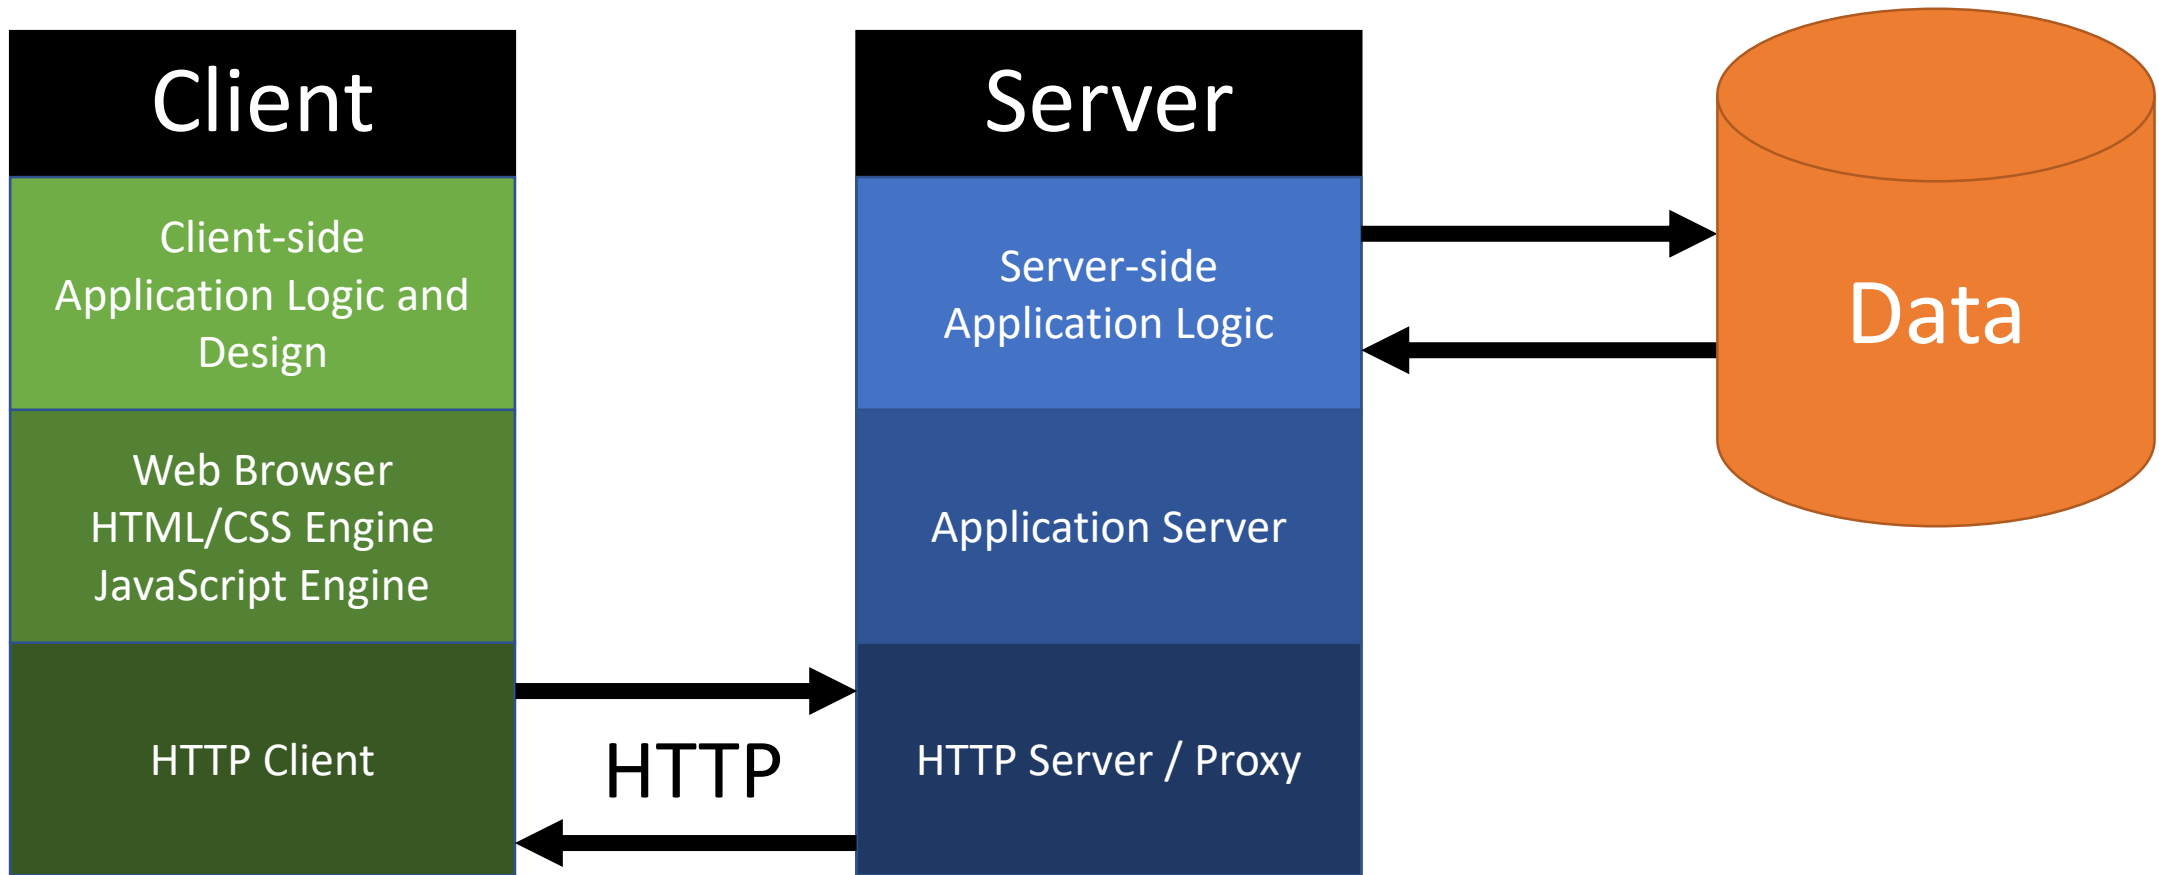 Client
Client-side
Application Logic and
Design
Web Browser
HTML/CSS Engine
JavaScript Engine
HTTP Client
HTTP
Server
Server-side
Application Logic
Application Server
HTTP Server / Proxy
Data